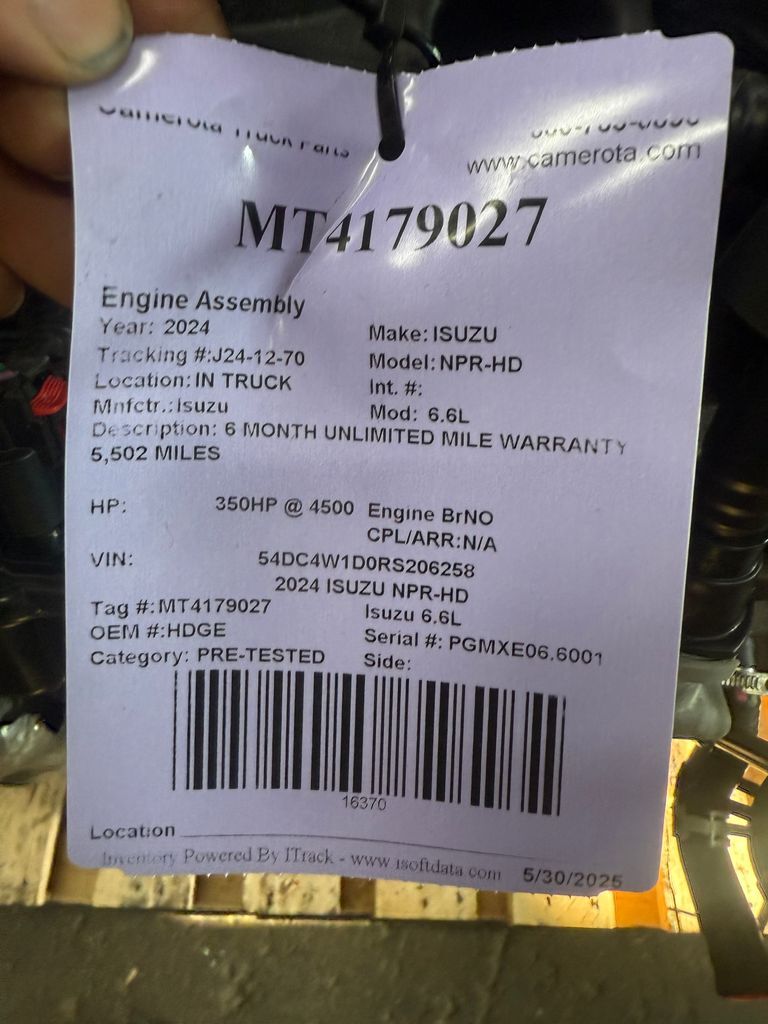 Camerota Truck Parts
www.camerota.com
MT4179027
Engine Assembly
Year: 2024 Make: ISUZU
Tracking #:J24-12-70 Model: NPR-HD
Location: IN TRUCK Int. #:
Mnfctr.: Isuzu Mod: 6.6L
Description: 6 MONTH UNLIMITED MILE WARRANTY
5,502 MILES
HP: 350HP @ 4500 Engine BrNO
CPL/ARR:N/A
VIN: 54DC4W1D0RS206258
2024 ISUZU NPR-HD
Tag #:MT4179027 Isuzu 6.6L
OEM #:HDGE Serial #: PGMXE06.6001
Category: PRE-TESTED Side:
16370
Location
Inventory Powered By ITrack - www isoftdata com 5/30/2025